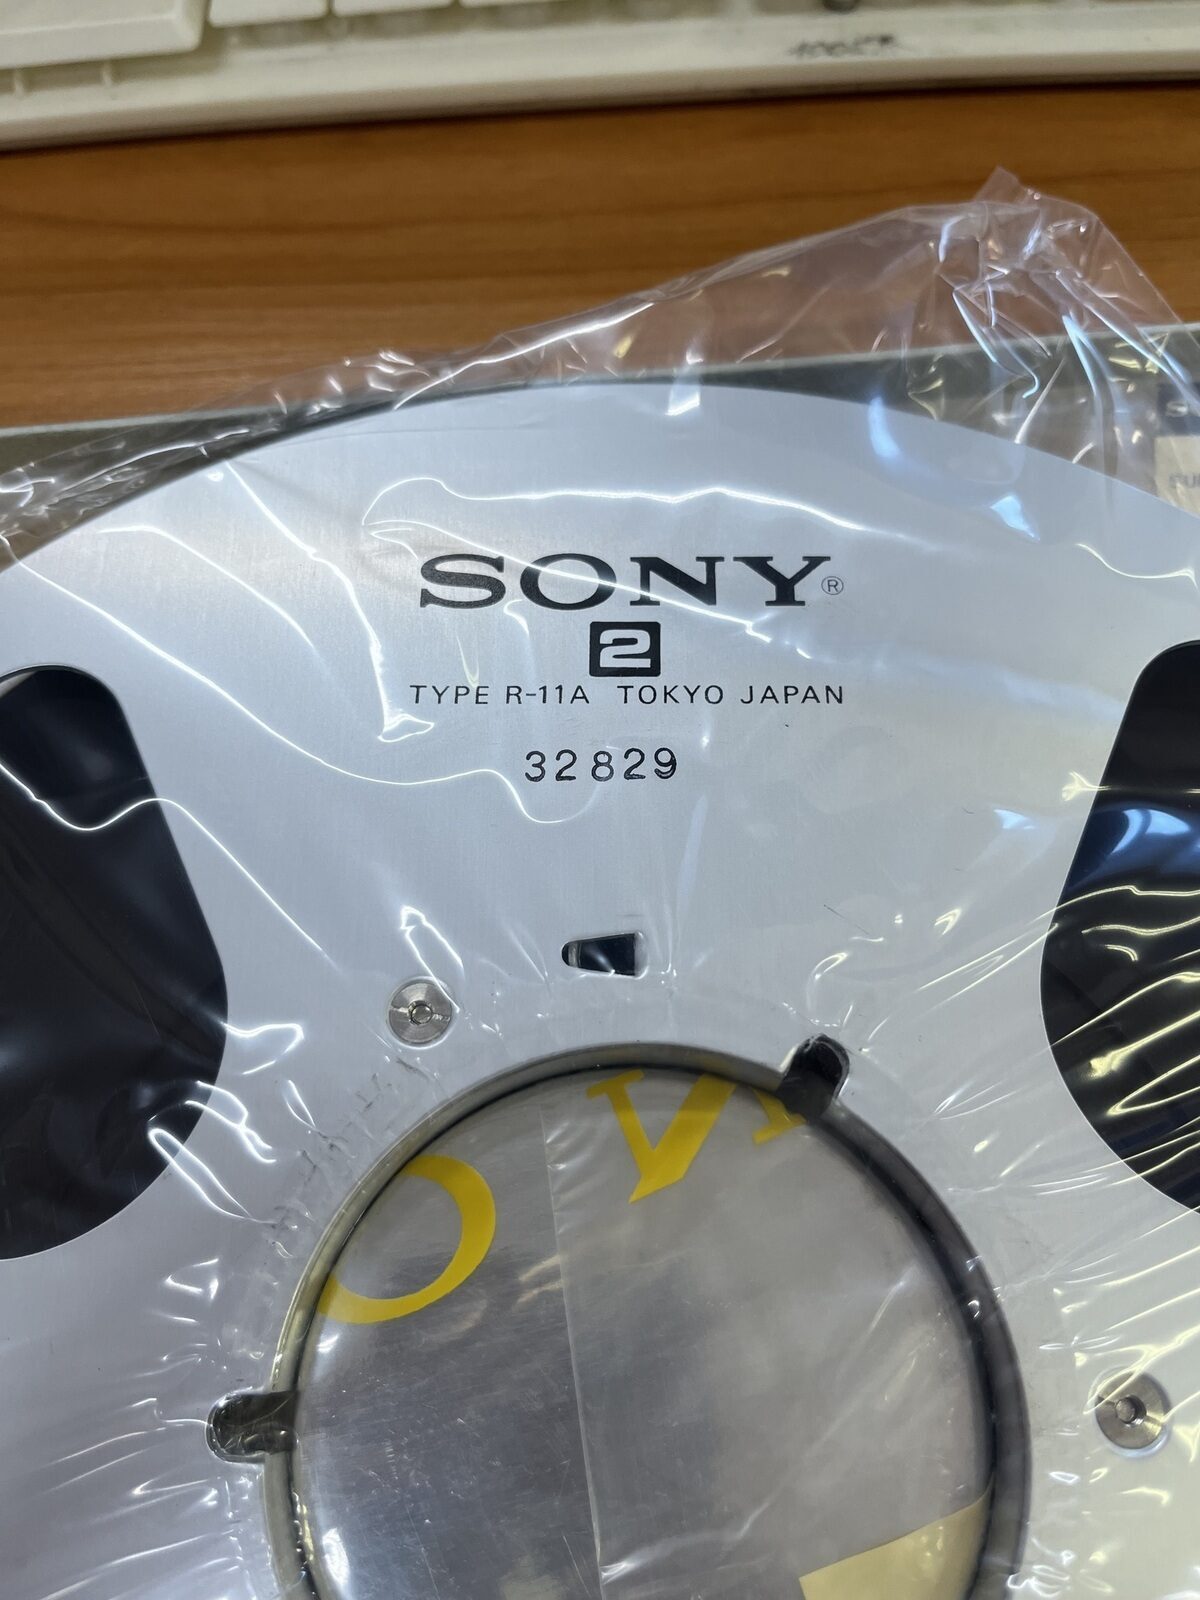 SONY®
2
TYPE R-11A TOKYO JAPAN
32829